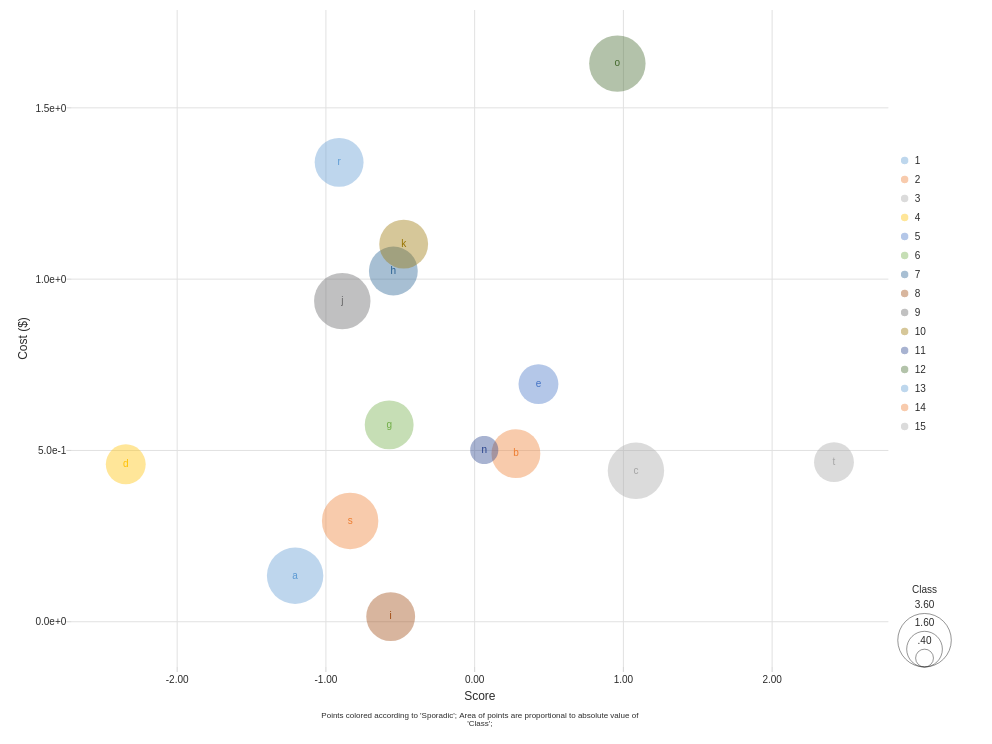 o
1.5e+0
r
k
h
1.0e+0
j
Cost ($)
e
g
5.0e-1
n
b
d
c
t
s
a
i
0.0e+0
-2.00
-1.00
0.00
1.00
2.00
Score
Points colored according to 'Sporadic'; Area of points are proportional to absolute value of
'Class';
1
2
3
4
5
6
7
8
9
10
11
12
13
14
15
Class
3.60
1.60
.40